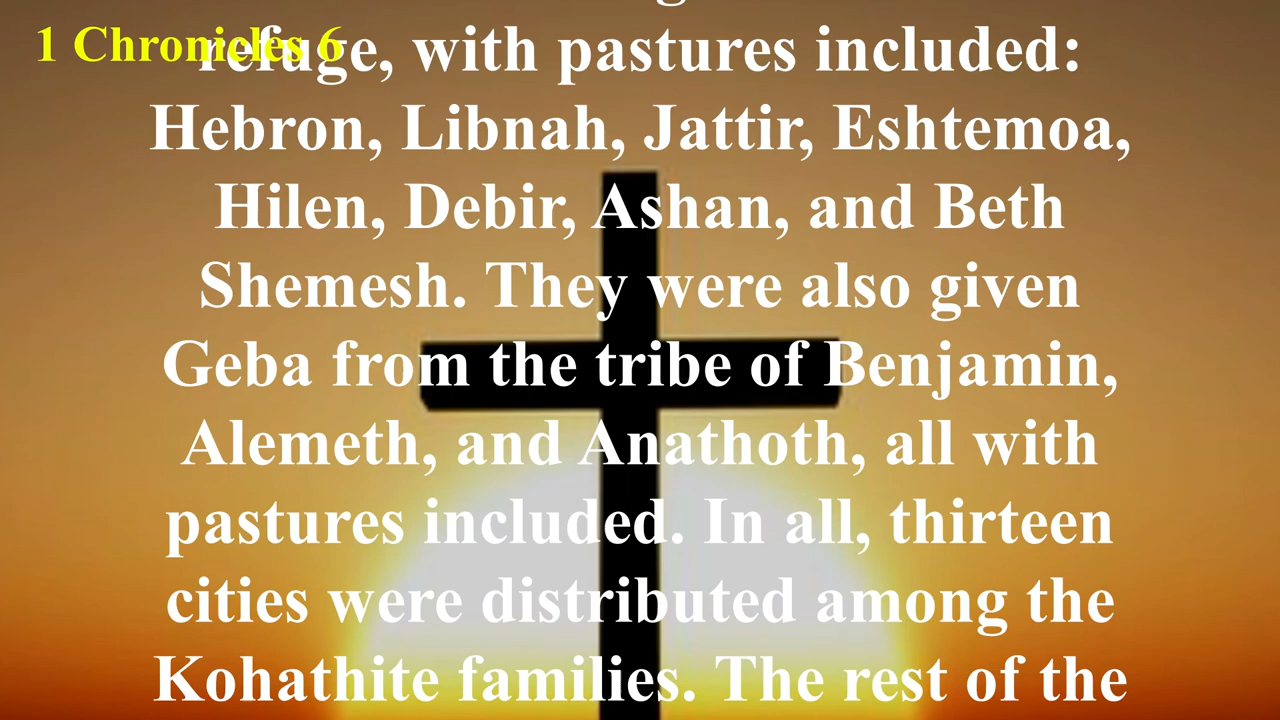 1 Chronicles 6
refuge, with pastures included:
Hebron, Libnah, Jattir, Eshtemoa,
Hilen, Debir, Ashan, and Beth
Shemesh. They were also given
Geba from the tribe of Benjamin,
Alemeth, and Anathoth, all with
pastures included. In all, thirteen
cities were distributed among the
Kohathite families. The rest of the